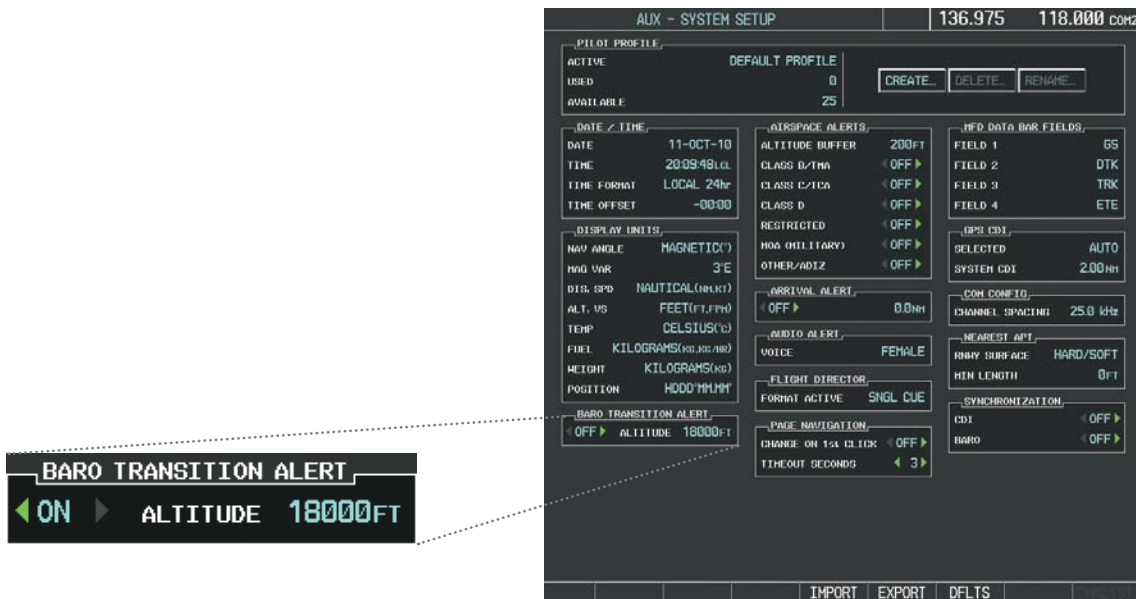 AUX - SYSTEM SETUP 136.975 118.000 COM2
PILOT PROFILE
ACTIVE DEFAULT PROFILE
USED 0
AVAILABLE 25
CREATE... DELETE... RENAME...
DATE / TIME
DATE 11-OCT-10
TIME 20:09:48LCL
TIME FORMAT LOCAL 24hr
TIME OFFSET -00:00
DISPLAY UNITS
NAV ANGLE MAGNETIC(°)
MAG VAR 3°E
DIS, SPD NAUTICAL(NM,KT)
ALT, VS FEET(FT,FPM)
TEMP CELSIUS(°C)
FUEL KILOGRAMS(KG,KG/HR)
WEIGHT KILOGRAMS(KG)
POSITION HDDD°MM.MM'
BARO TRANSITION ALERT
OFF ALTITUDE 18000FT
AIRSPACE ALERTS
ALTITUDE BUFFER 200FT
CLASS B/TMA OFF
CLASS C/TCA OFF
CLASS D OFF
RESTRICTED OFF
MOA (MILITARY) OFF
OTHER/ADIZ OFF
ARRIVAL ALERT
OFF 0.0NM
AUDIO ALERT
VOICE FEMALE
FLIGHT DIRECTOR
FORMAT ACTIVE SNGL CUE
PAGE NAVIGATION
CHANGE ON 1st CLICK OFF
TIMEOUT SECONDS 3
MFD DATA BAR FIELDS
FIELD 1 GS
FIELD 2 DTK
FIELD 3 TRK
FIELD 4 ETE
GPS CDI
SELECTED AUTO
SYSTEM CDI 2.00NM
COM CONFIG
CHANNEL SPACING 25.0 kHz
NEAREST APT
RNWY SURFACE HARD/SOFT
MIN LENGTH 0FT
SYNCHRONIZATION
CDI OFF
BARO OFF
IMPORT EXPORT DFLTS
BARO TRANSITION ALERT
ON ALTITUDE 18000FT